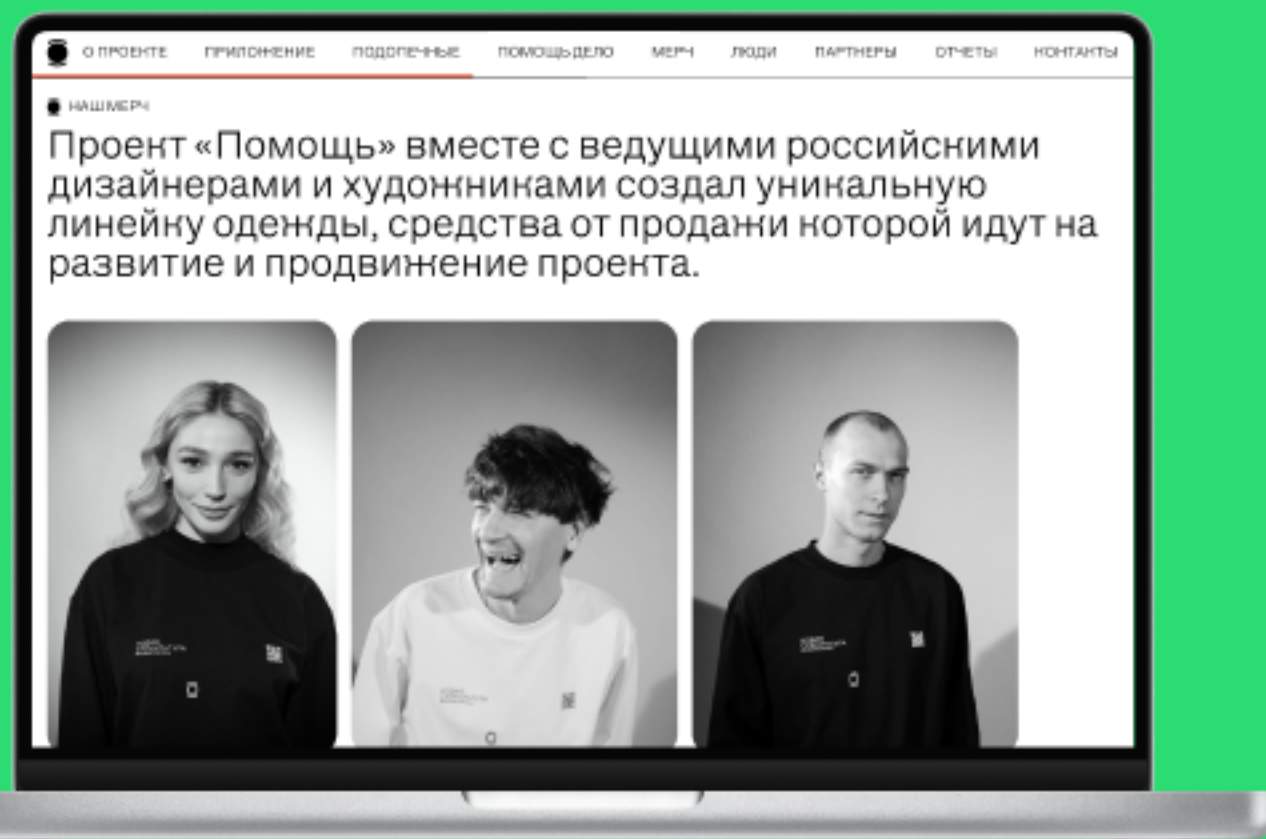 О ПРОЕКТЕ ПРИЛОЖЕНИЕ ПОДОПЕЧНЫЕ ПОМОЩЬ ДЕЛО МЕРЧ ЛЮДИ ПАРТНЕРЫ ОТЧЕТЫ КОНТАКТЫ
НАШ МЕРЧ
Проект «Помощь» вместе с ведущими российскими
дизайнерами и художниками создал уникальную
линейку одежды, средства от продажи которой идут на
развитие и продвижение проекта.